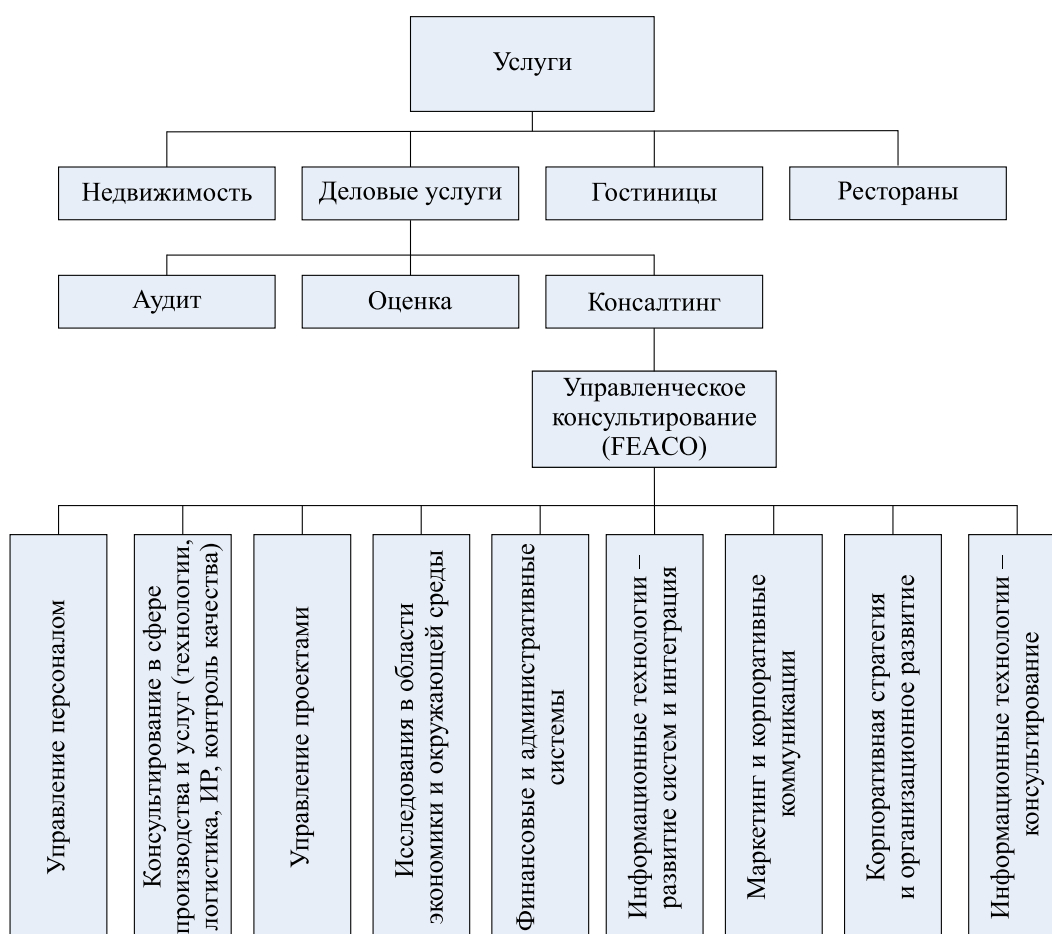 Услуги
Недвижимость
Деловые услуги
Гостиницы
Рестораны
Аудит
Оценка
Консалтинг
Управленческое
консультирование
(FEACO)
Управление персоналом
Консультирование в сфере
производства и услуг (технологии,
логистика, ИР, контроль качества)
Управление проектами
Исследования в области
экономики и окружающей среды
Финансовые и административные
системы
Информационные технологии –
развитие систем и интеграция
Маркетинг и корпоративные
коммуникации
Корпоративная стратегия
и организационное развитие
Информационные технологии –
консультирование